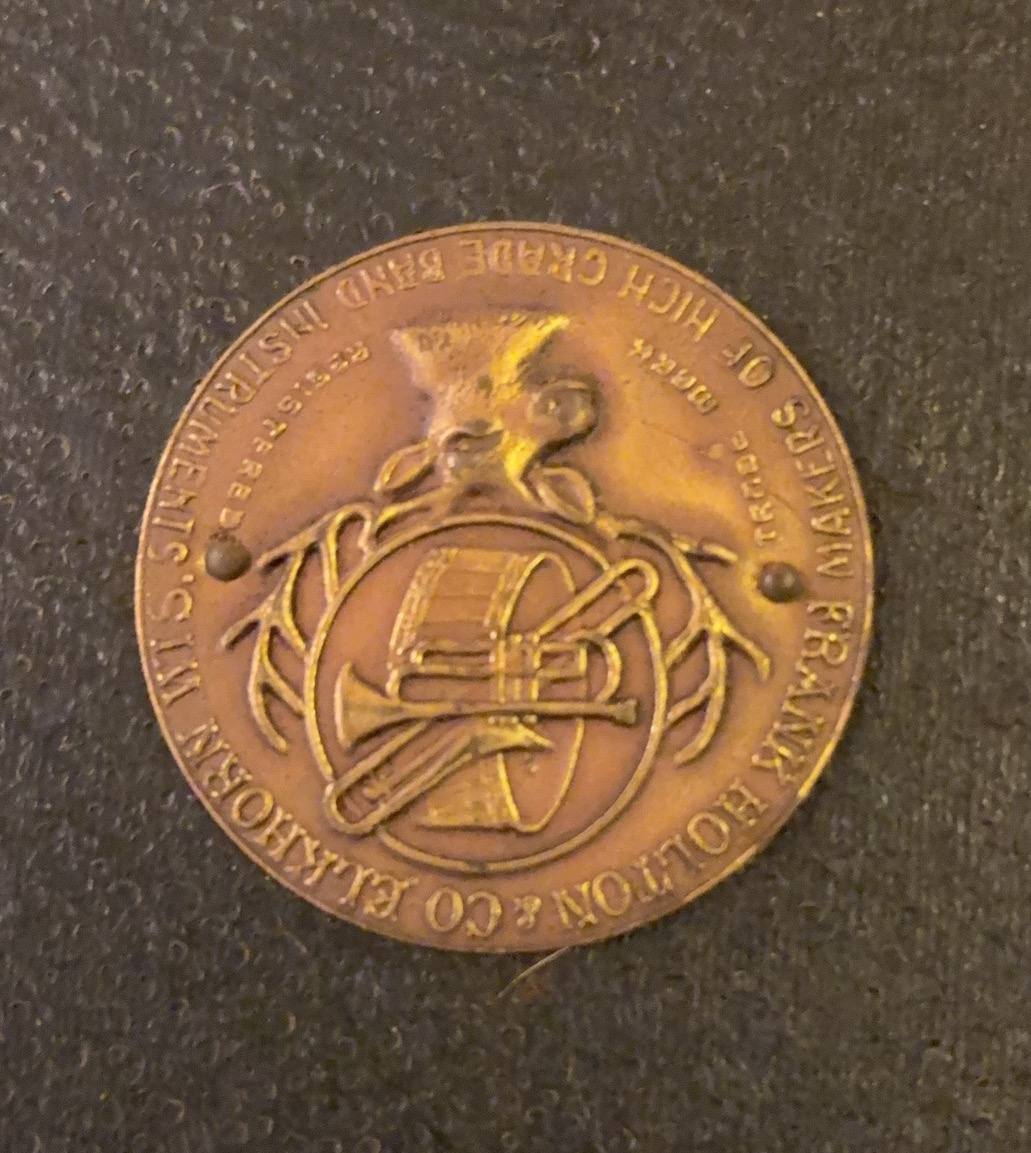 FRANK HOLTON & CO ELKHORN WIS.
TRADE MARK REGISTERED
MAKERS OF HIGH GRADE BAND INSTRUMENTS